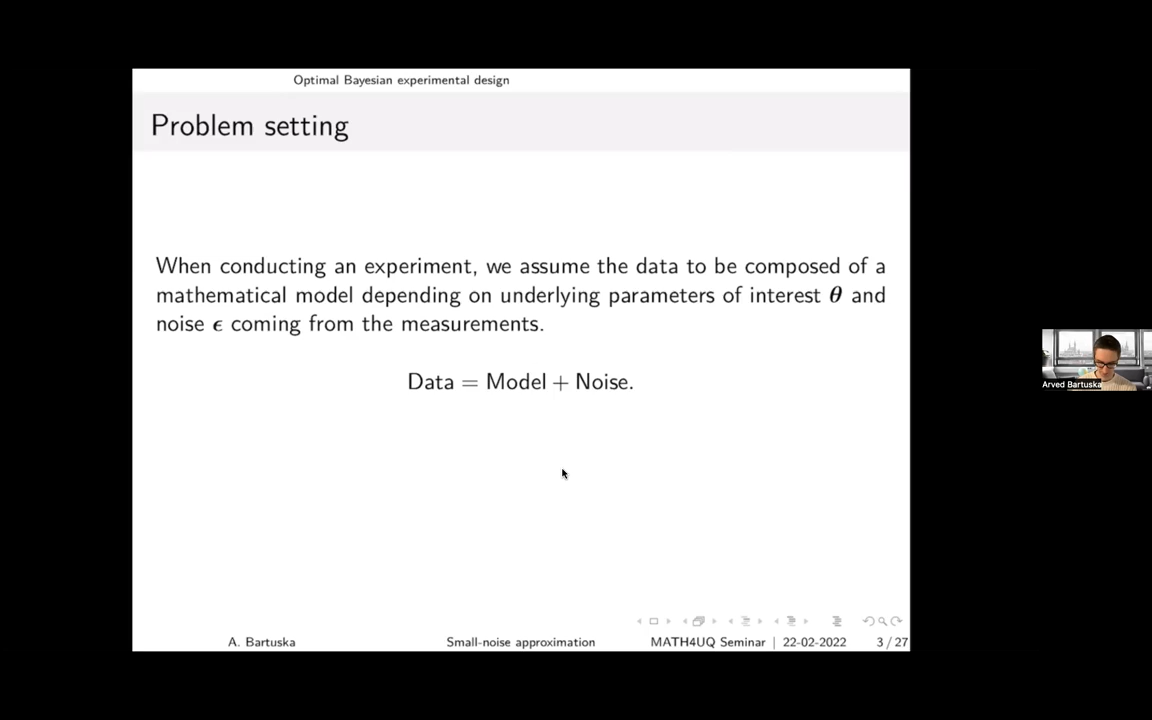 Optimal Bayesian experimental design
Problem setting
When conducting an experiment, we assume the data to be composed of a
mathematical model depending on underlying parameters of interest θ and
noise ϵ coming from the measurements.
Data = Model + Noise.
Arved Bartuska
A. Bartuska Small-noise approximation MATH4UQ Seminar | 22-02-2022 3 / 27